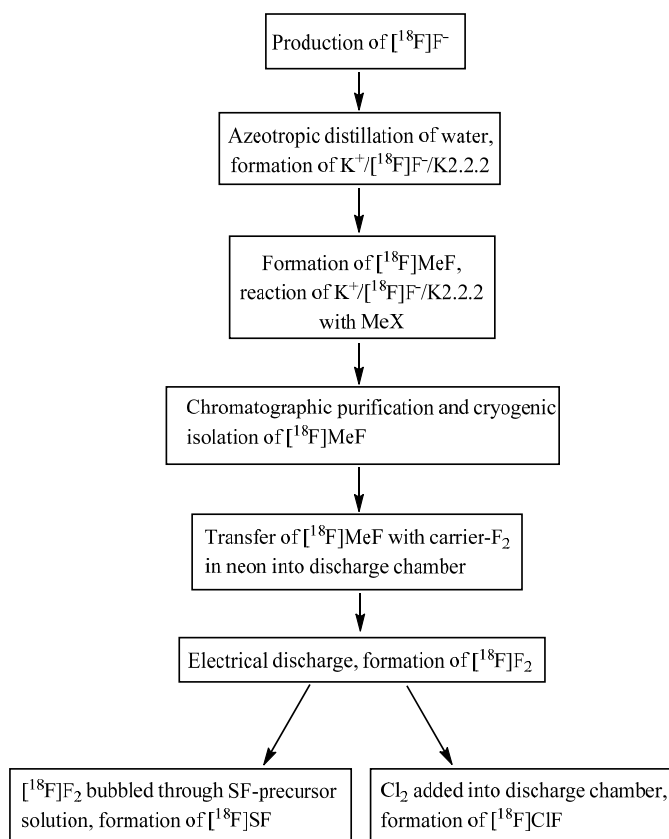 Production of [¹⁸F]F⁻
Azeotropic distillation of water,
formation of K⁺/[¹⁸F]F⁻/K2.2.2
Formation of [¹⁸F]MeF,
reaction of K⁺/[¹⁸F]F⁻/K2.2.2
with MeX
Chromatographic purification and cryogenic
isolation of [¹⁸F]MeF
Transfer of [¹⁸F]MeF with carrier-F₂
in neon into discharge chamber
Electrical discharge, formation of [¹⁸F]F₂
[¹⁸F]F₂ bubbled through SF-precursor
solution, formation of [¹⁸F]SF
Cl₂ added into discharge chamber,
formation of [¹⁸F]ClF